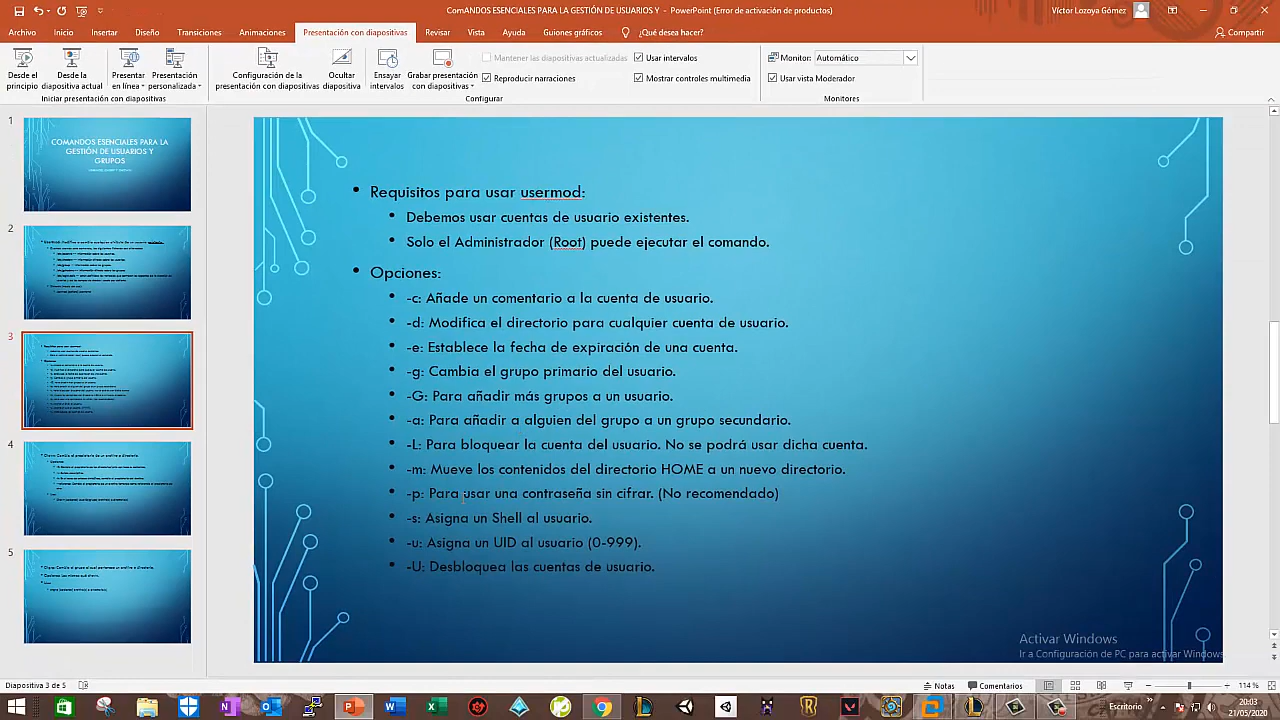 ComANDOS ESENCIALES PARA LA GESTIÓN DE USUARIOS Y - PowerPoint (Error de activación de productos)
Víctor Lozoya Gómez
Archivo Inicio Insertar Diseño Transiciones Animaciones Presentación con diapositivas Revisar Vista Ayuda Guiones gráficos ¿Qué desea hacer? Compartir
Desde el principio
Desde la diapositiva actual
Presentar en línea
Presentación personalizada
Iniciar presentación con diapositivas
Configuración de la presentación con diapositivas
Ocultar diapositiva
Ensayar intervalos
Grabar presentación con diapositivas
Mantener las diapositivas actualizadas
Reproducir narraciones
Usar intervalos
Mostrar controles multimedia
Configurar
Monitor: Automático
Usar vista Moderador
Monitores
1
COMANDOS ESENCIALES PARA LA
GESTIÓN DE USUARIOS Y
GRUPOS
2
3
4
5
• Requisitos para usar usermod:
• Debemos usar cuentas de usuario existentes.
• Solo el Administrador (Root) puede ejecutar el comando.
• Opciones:
• -c: Añade un comentario a la cuenta de usuario.
• -d: Modifica el directorio para cualquier cuenta de usuario.
• -e: Establece la fecha de expiración de una cuenta.
• -g: Cambia el grupo primario del usuario.
• -G: Para añadir más grupos a un usuario.
• -a: Para añadir a alguien del grupo a un grupo secundario.
• -L: Para bloquear la cuenta del usuario. No se podrá usar dicha cuenta.
• -m: Mueve los contenidos del directorio HOME a un nuevo directorio.
• -p: Para usar una contraseña sin cifrar. (No recomendado)
• -s: Asigna un Shell al usuario.
• -u: Asigna un UID al usuario (0-999).
• -U: Desbloquea las cuentas de usuario.
Activar Windows
Ir a Configuración de PC para activar Windows
Diapositiva 3 de 5
Notas Comentarios 114 %
Escritorio
20:03
21/05/2020